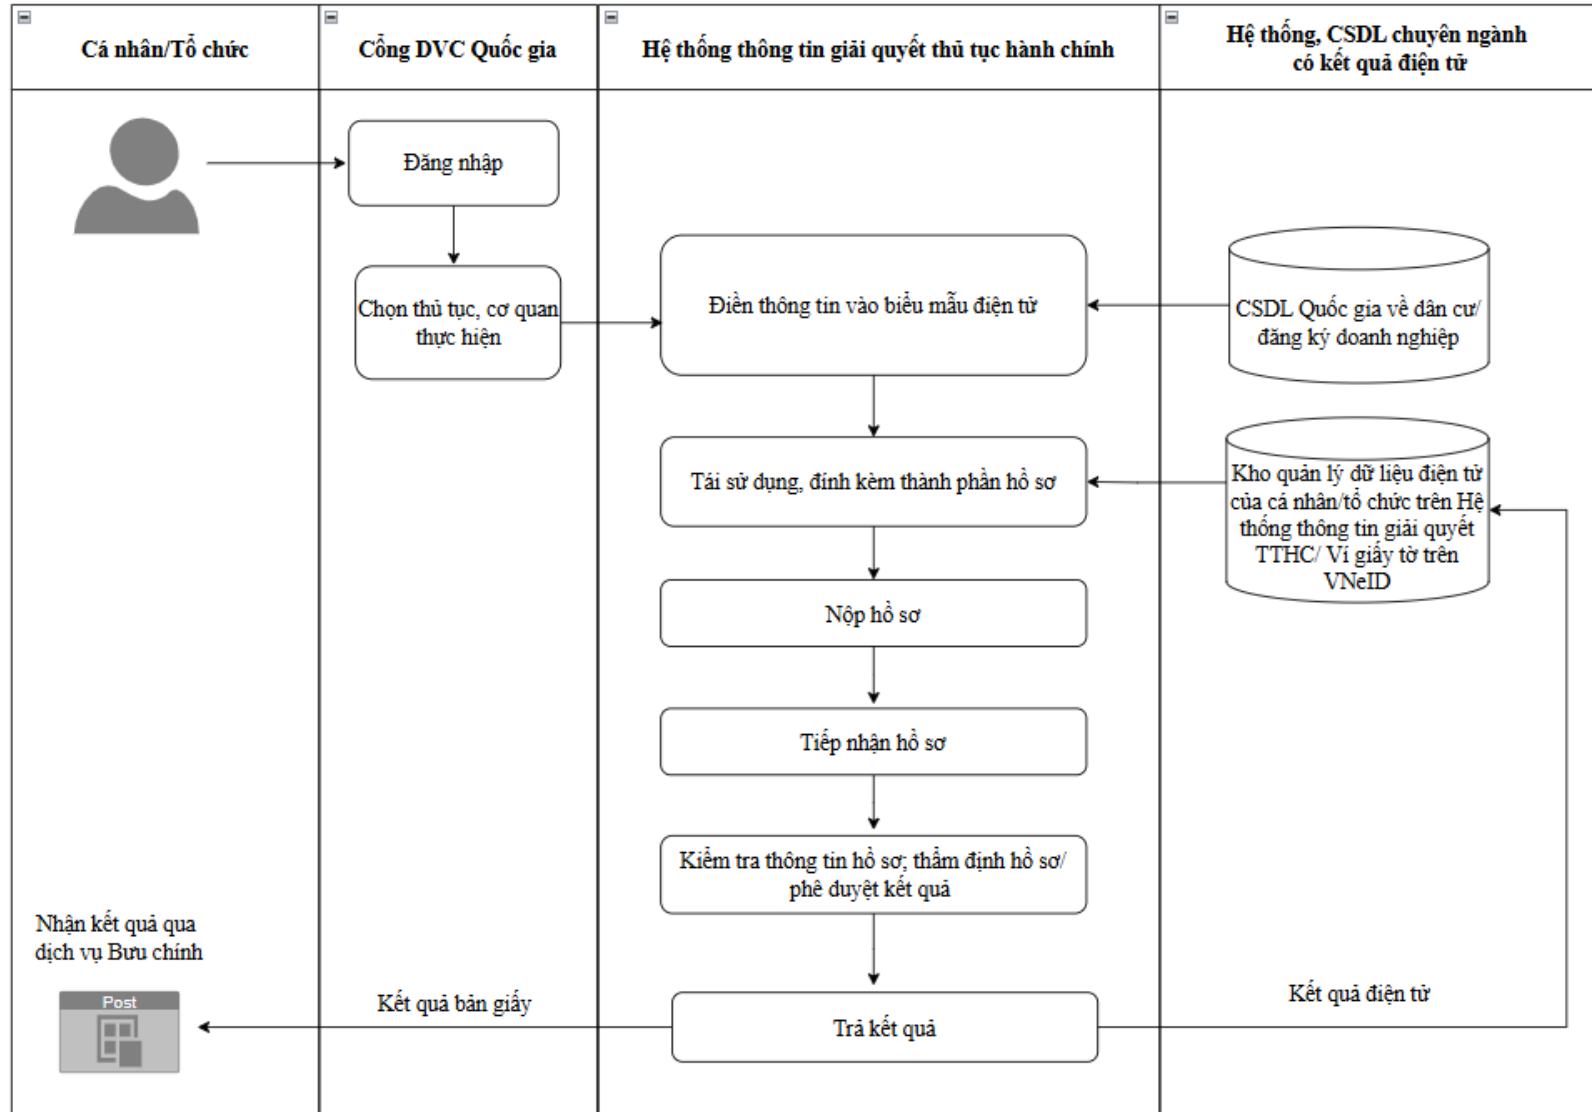 Cá nhân/Tổ chức
Cổng DVC Quốc gia
Hệ thống thông tin giải quyết thủ tục hành chính
Hệ thống, CSDL chuyên ngành
có kết quả điện tử
Đăng nhập
Chọn thủ tục, cơ quan
thực hiện
Điền thông tin vào biểu mẫu điện tử
CSDL Quốc gia về dân cư/
đăng ký doanh nghiệp
Tái sử dụng, đính kèm thành phần hồ sơ
Kho quản lý dữ liệu điện tử
của cá nhân/tổ chức trên Hệ
thống thông tin giải quyết
TTHC/ Ví giấy tờ trên
VNeID
Nộp hồ sơ
Tiếp nhận hồ sơ
Kiểm tra thông tin hồ sơ; thẩm định hồ sơ/
phê duyệt kết quả
Nhận kết quả qua
dịch vụ Bưu chính
Post
Kết quả bản giấy
Trả kết quả
Kết quả điện tử